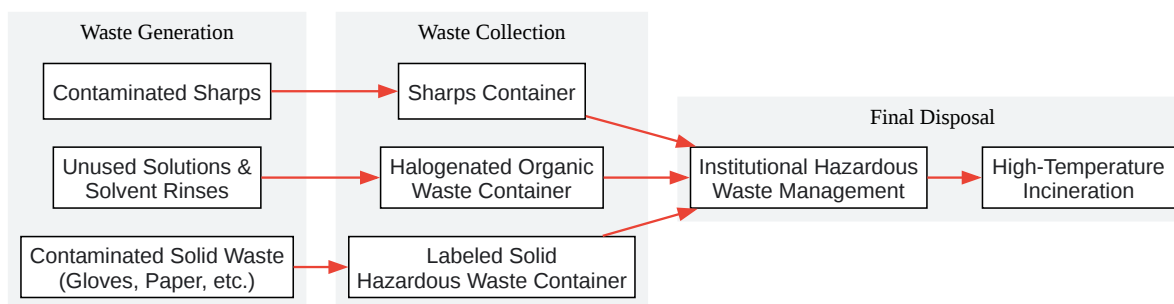 Waste Generation
Waste Collection
Contaminated Sharps
Sharps Container
Final Disposal
Unused Solutions &
Solvent Rinses
Halogenated Organic
Waste Container
Institutional Hazardous
Waste Management
High-Temperature
Incineration
Contaminated Solid Waste
(Gloves, Paper, etc.)
Labeled Solid
Hazardous Waste Container